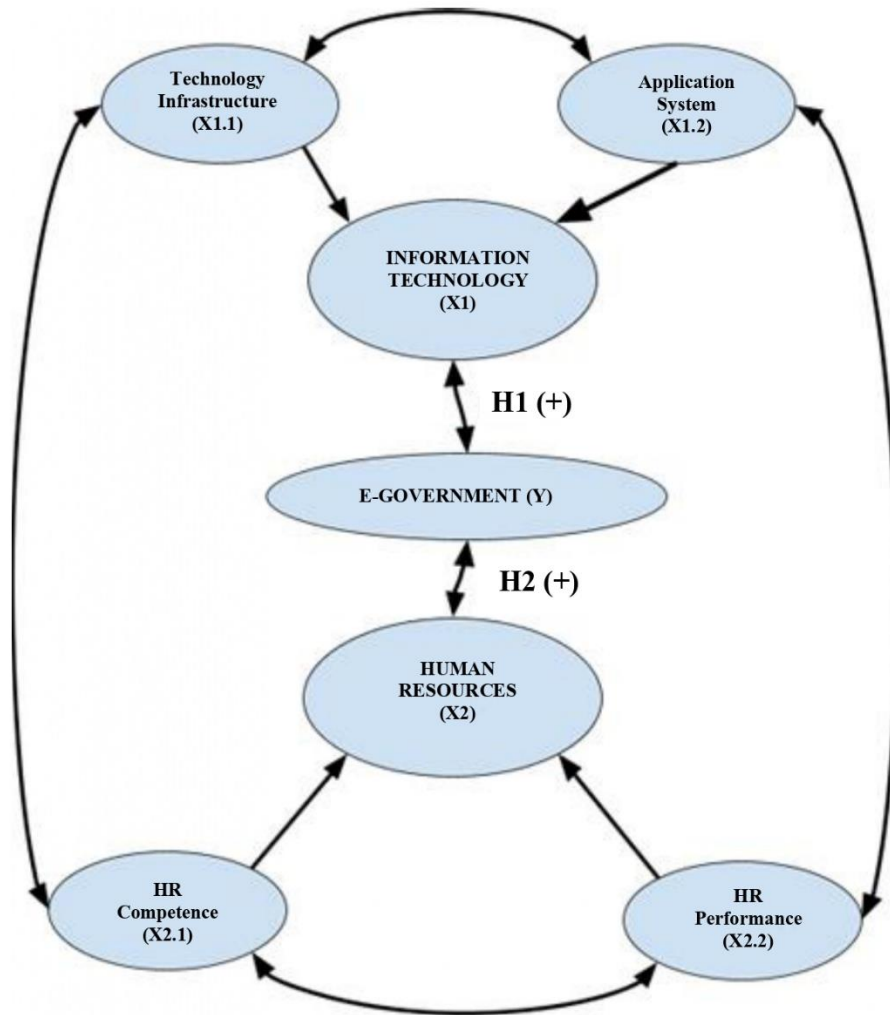 Technology
Infrastructure
(X1.1)
Application
System
(X1.2)
INFORMATION
TECHNOLOGY
(X1)
H1 (+)
E-GOVERNMENT (Y)
H2 (+)
HUMAN
RESOURCES
(X2)
HR
Competence
(X2.1)
HR
Performance
(X2.2)